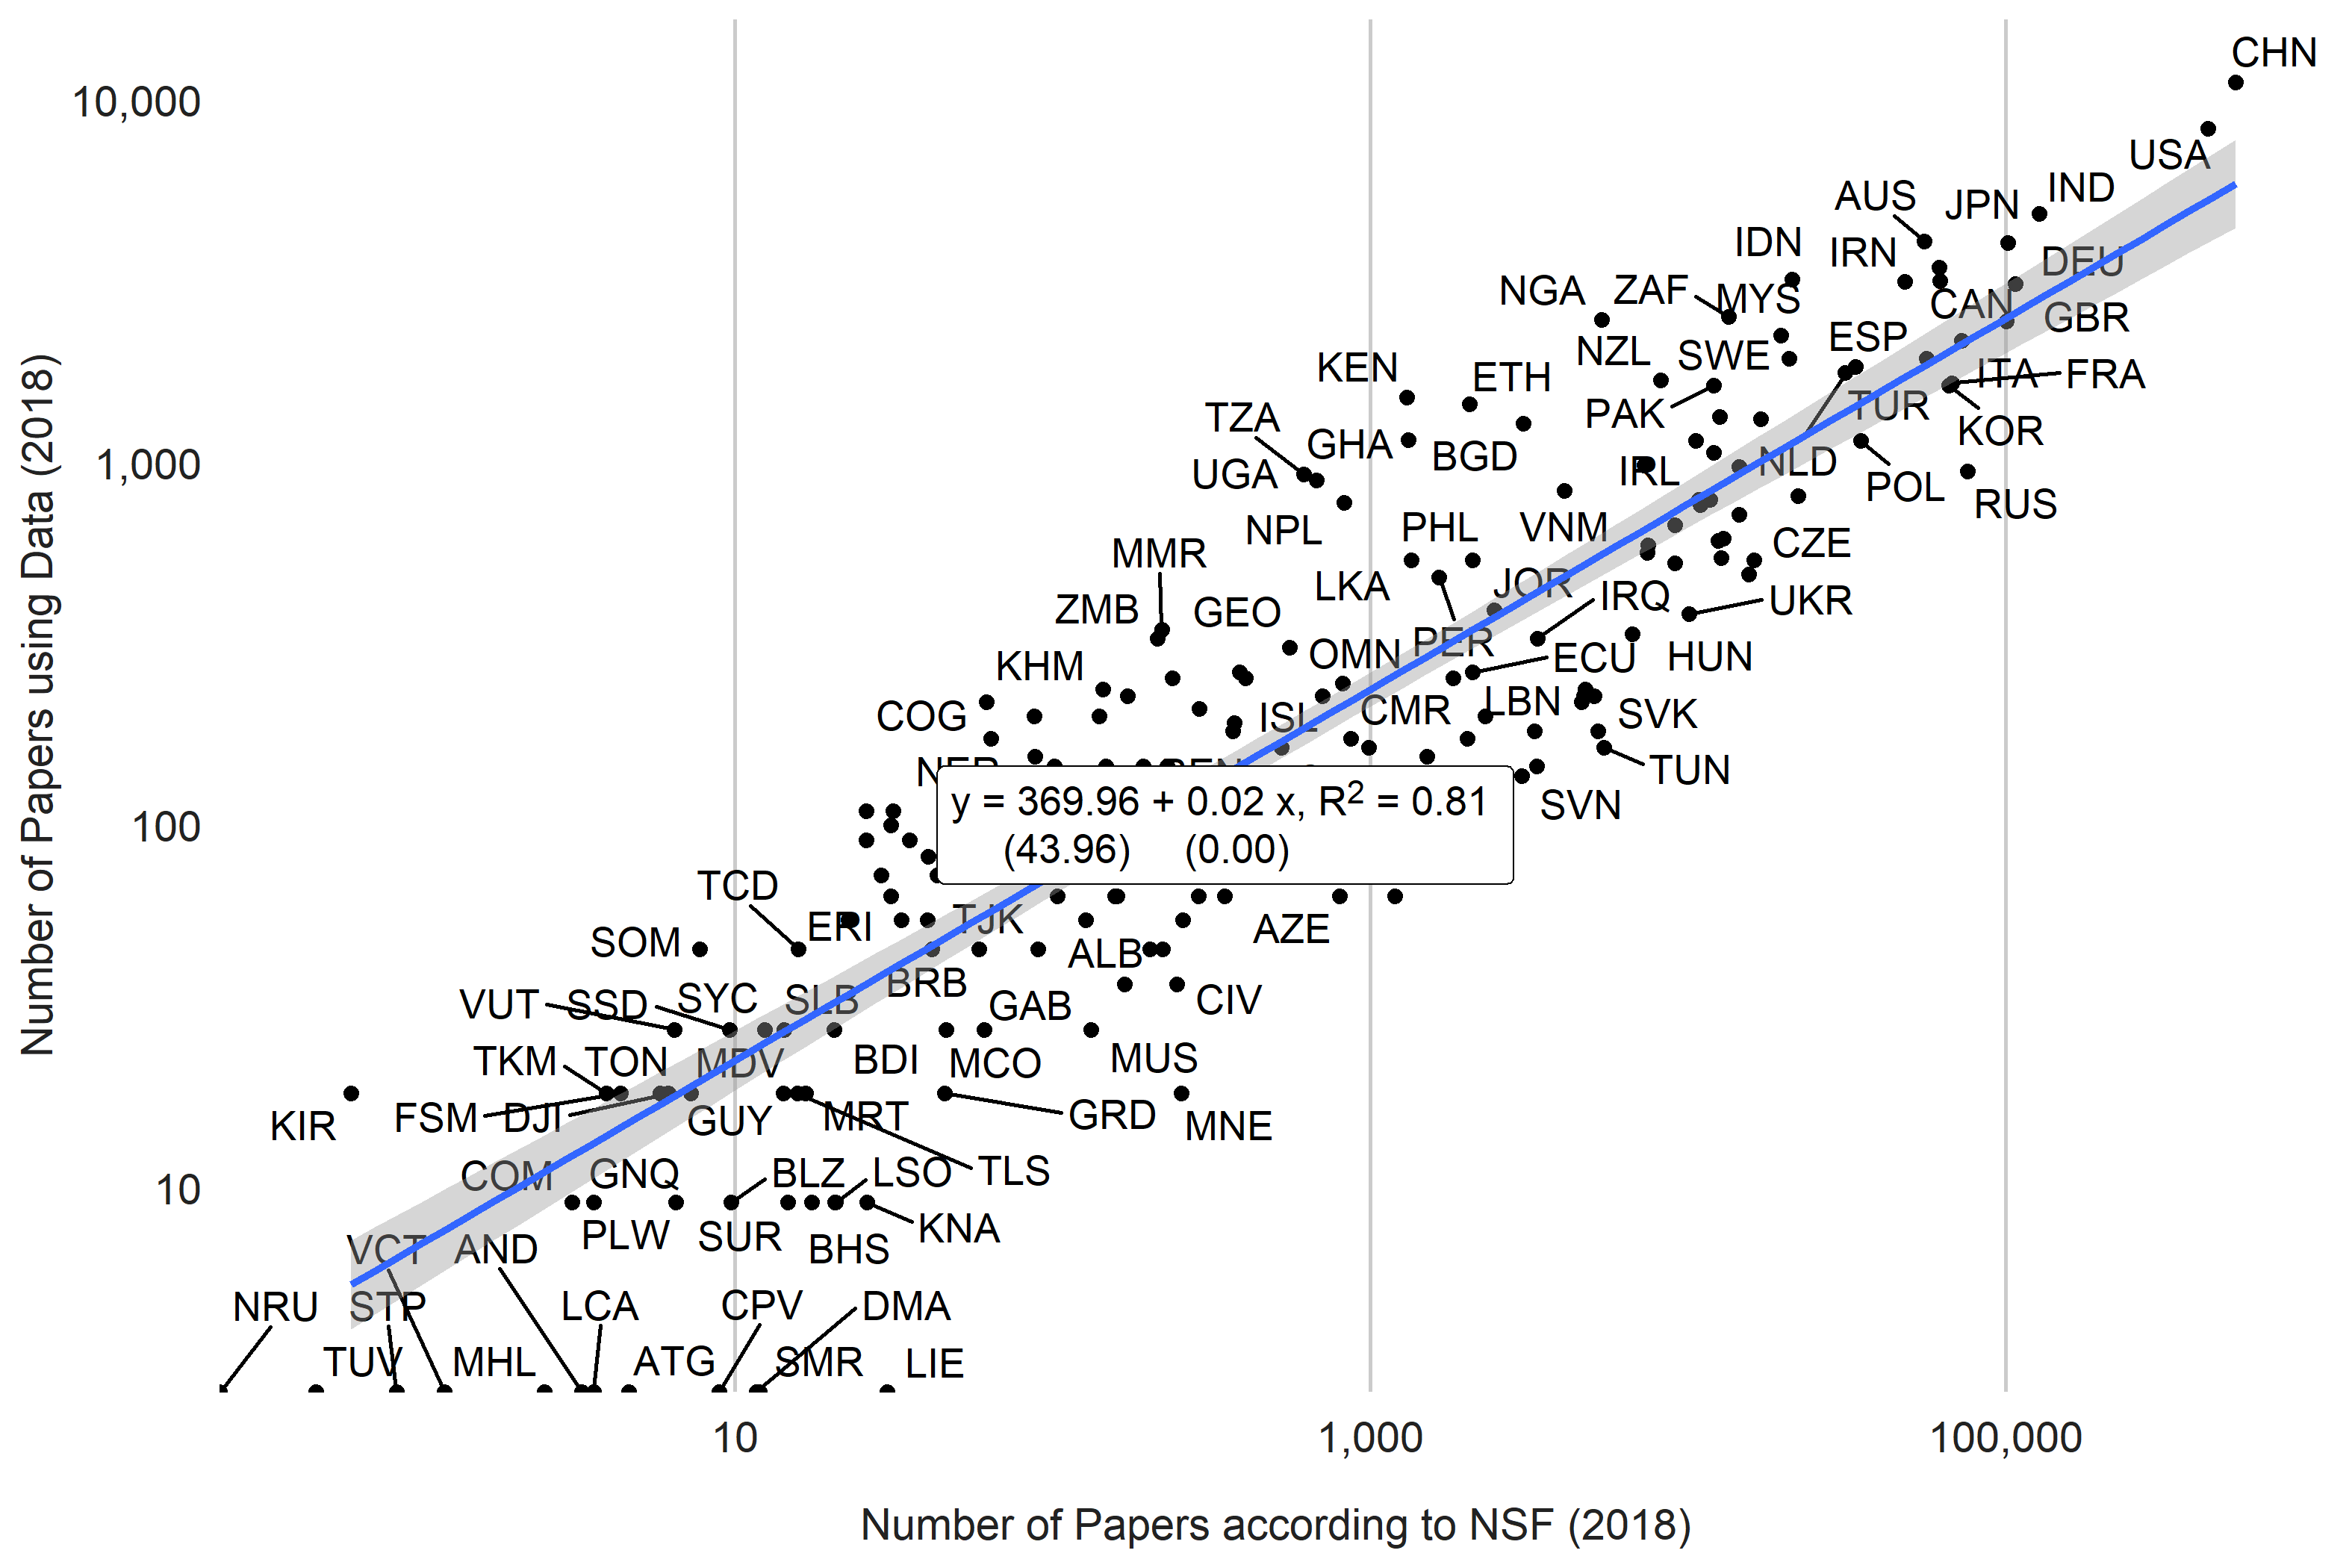 CHN
10,000
USA
IND
AUS
JPN
IDN
IRN
DEU
NGA
ZAF
MYS
CAN
GBR
ESP
NZL
SWE
KEN
ETH
ITA
FRA
PAK
TUR
TZA
GHA
KOR
BGD
1,000
UGA
IRL
NLD
POL
RUS
NPL
PHL
VNM
CZE
MMR
LKA
JOR
IRQ
UKR
ZMB
GEO
PER
OMN
ECU
HUN
KHM
LBN
COG
ISL
CMR
SVK
NER
BEN
TUN
y = 369.96 + 0.02 x, R² = 0.81
(43.96) (0.00)
SVN
100
TCD
ERI
TJK
AZE
SOM
ALB
BRB
VUT
SSD
SYC
SLB
GAB
CIV
TKM
TON
MDV
BDI
MCO
MUS
KIR
FSM
DJI
GUY
MRT
GRD
MNE
10
COM
GNQ
BLZ
LSO
TLS
PLW
SUR
BHS
KNA
VCT
AND
NRU
STP
LCA
CPV
DMA
TUV
MHL
ATG
SMR
LIE
10
1,000
100,000
Number of Papers according to NSF (2018)
Number of Papers using Data (2018)